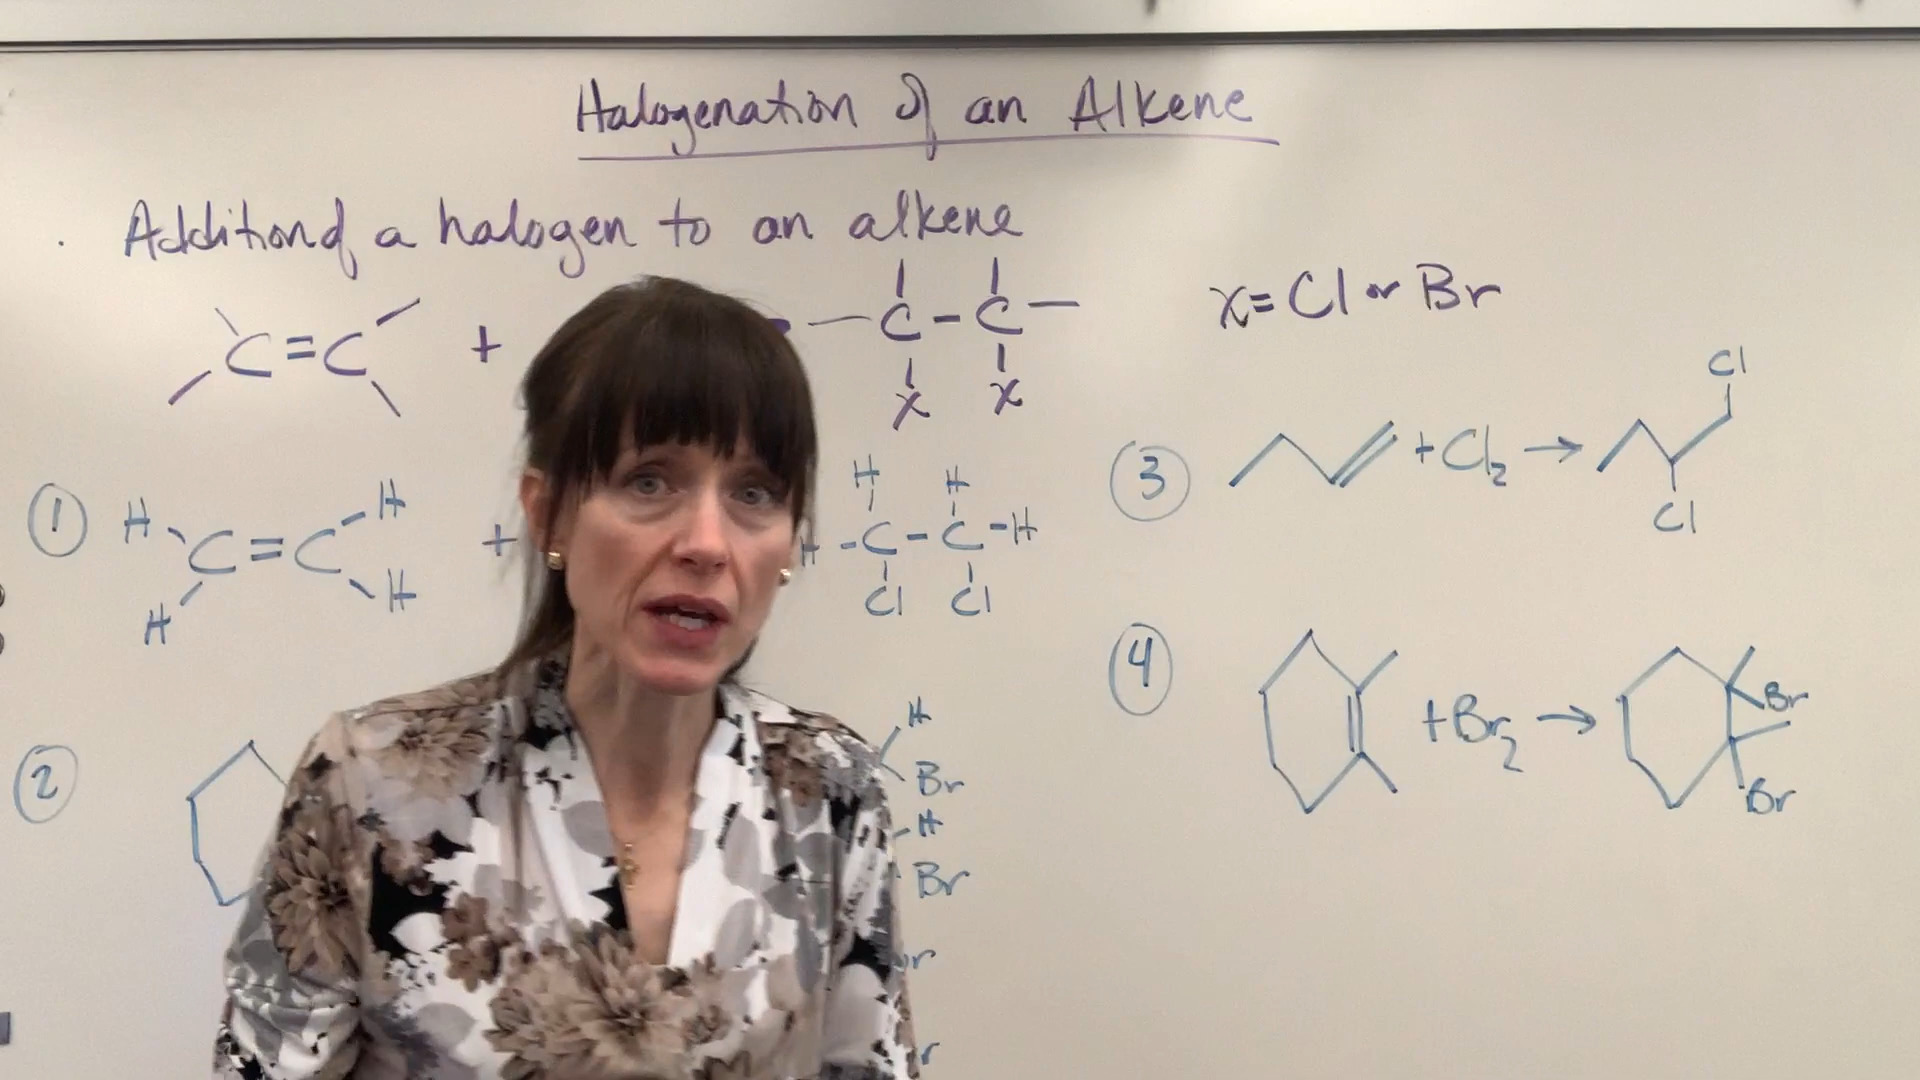 Halogenation of an Alkene
Addition of a halogen to an alkene
C=C +
C-C
X X
X= Cl or Br
① H H
C=C +
H H
H H
H-C-C-H
Cl Cl
②
H
Br
H
Br
③ + Cl2 → Cl
Cl
④ + Br2 → Br
Br